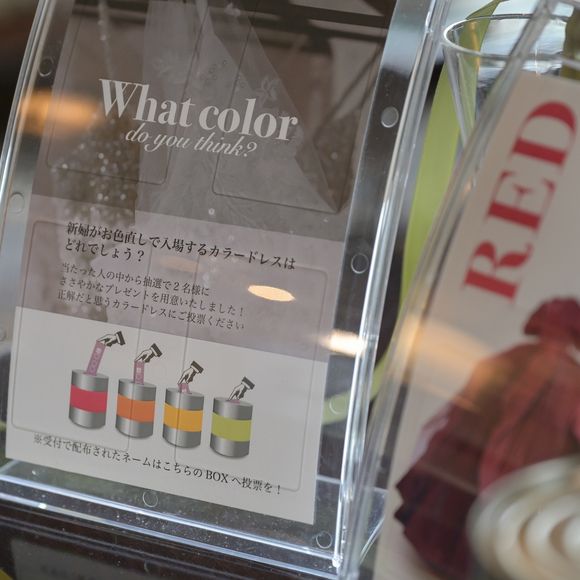 What color
do you think?
新婦がお色直しで入場するカラードレスは
どれでしょう？
当たった人の中から抽選で２名様に
ささやかなプレゼントを用意いたしました！
正解だと思うカラードレスにご投票ください
※受付で配布されたネームはこちらの BOX へ投票を！
RED